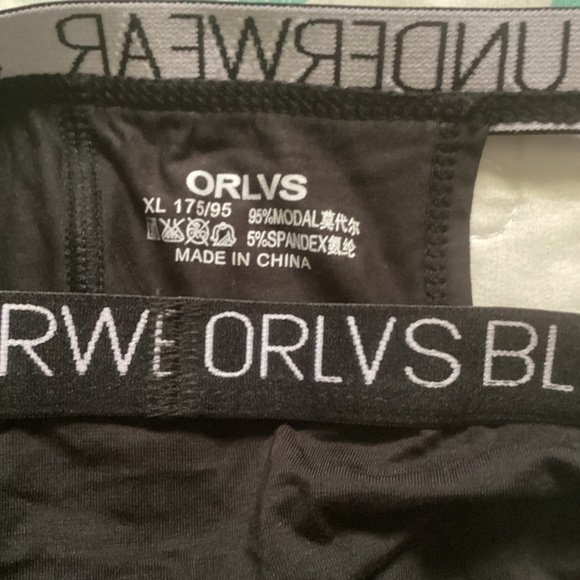 UNDERWEAR
ORLVS
XL 175/95 95%MODAL莫代尔
5%SPANDEX氨纶
MADE IN CHINA
RWE ORLVS BL